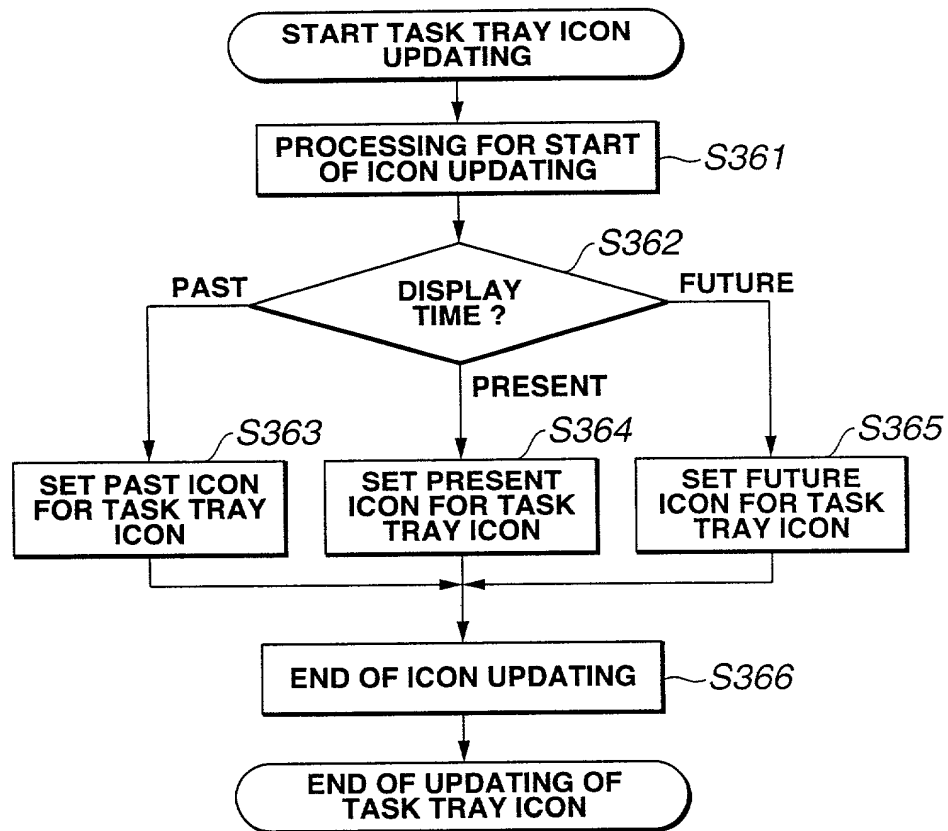 START TASK TRAY ICON
UPDATING
PROCESSING FOR START
OF ICON UPDATING
S361
S362
PAST
DISPLAY
TIME ?
FUTURE
PRESENT
S363
S364
S365
SET PAST ICON
FOR TASK TRAY
ICON
SET PRESENT
ICON FOR TASK
TRAY ICON
SET FUTURE
ICON FOR TASK
TRAY ICON
END OF ICON UPDATING
S366
END OF UPDATING OF
TASK TRAY ICON